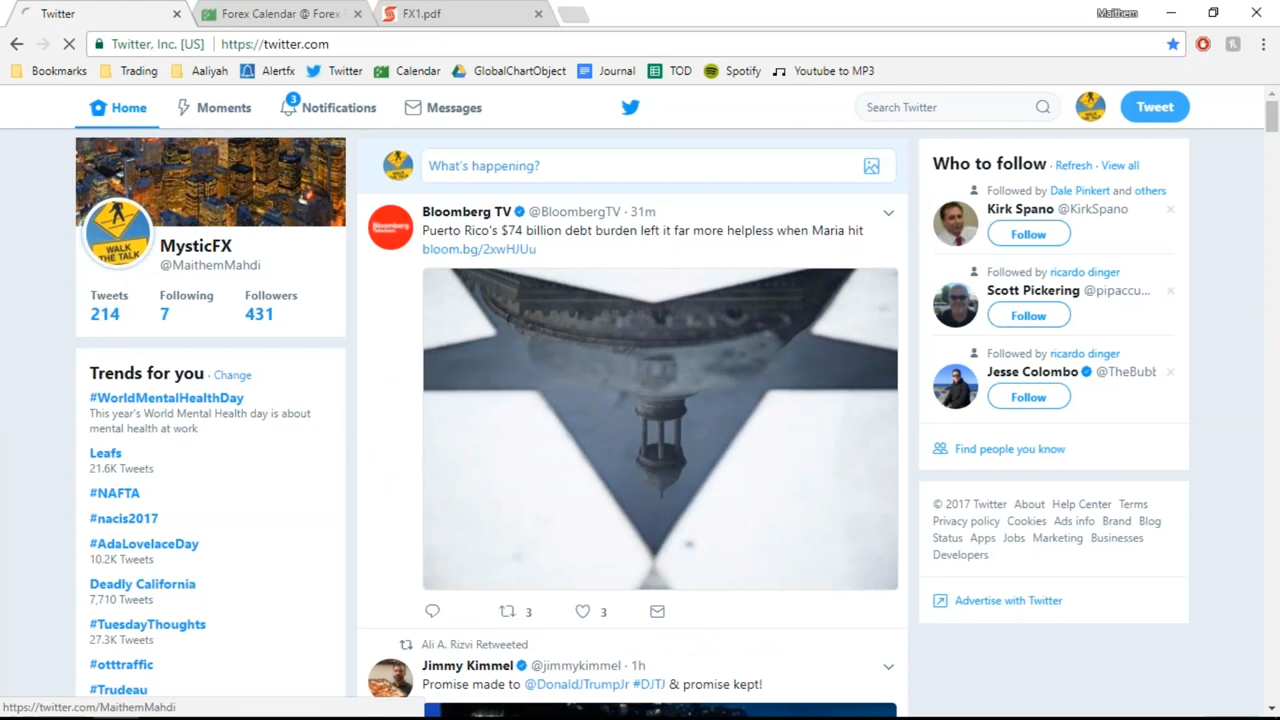 Twitter
Forex Calendar @ Forex
FX1.pdf
Maithem
Twitter, Inc. [US]
https://twitter.com
Bookmarks
Trading
Aaliyah
Alertfx
Twitter
Calendar
GlobalChartObject
Journal
TOD
Spotify
Youtube to MP3
Home
Moments
3
Notifications
Messages
Search Twitter
Tweet
WALK THE TALK
MysticFX
@MaithemMahdi
Tweets Following Followers
214 7 431
Trends for you · Change
#WorldMentalHealthDay
This year's World Mental Health day is about
mental health at work
Leafs
21.6K Tweets
#NAFTA
#nacis2017
#AdaLovelaceDay
10.2K Tweets
Deadly California
7,710 Tweets
#TuesdayThoughts
27.3K Tweets
#otttraffic
#Trudeau
https://twitter.com/MaithemMahdi
What's happening?
Bloomberg
Bloomberg TV @BloombergTV · 31m
Puerto Rico's $74 billion debt burden left it far more helpless when Maria hit
bloom.bg/2xwHJUu
3
3
Ali A. Rizvi Retweeted
Jimmy Kimmel @jimmykimmel · 1h
Promise made to @DonaldJTrumpJr #DJTJ & promise kept!
Who to follow · Refresh · View all
Followed by Dale Pinkert and others
Kirk Spano @KirkSpano
Follow
Followed by ricardo dinger
Scott Pickering @pipaccu...
Follow
Followed by ricardo dinger
Jesse Colombo @TheBubb
Follow
Find people you know
© 2017 Twitter About Help Center Terms
Privacy policy Cookies Ads info Brand Blog
Status Apps Jobs Marketing Businesses
Developers
Advertise with Twitter